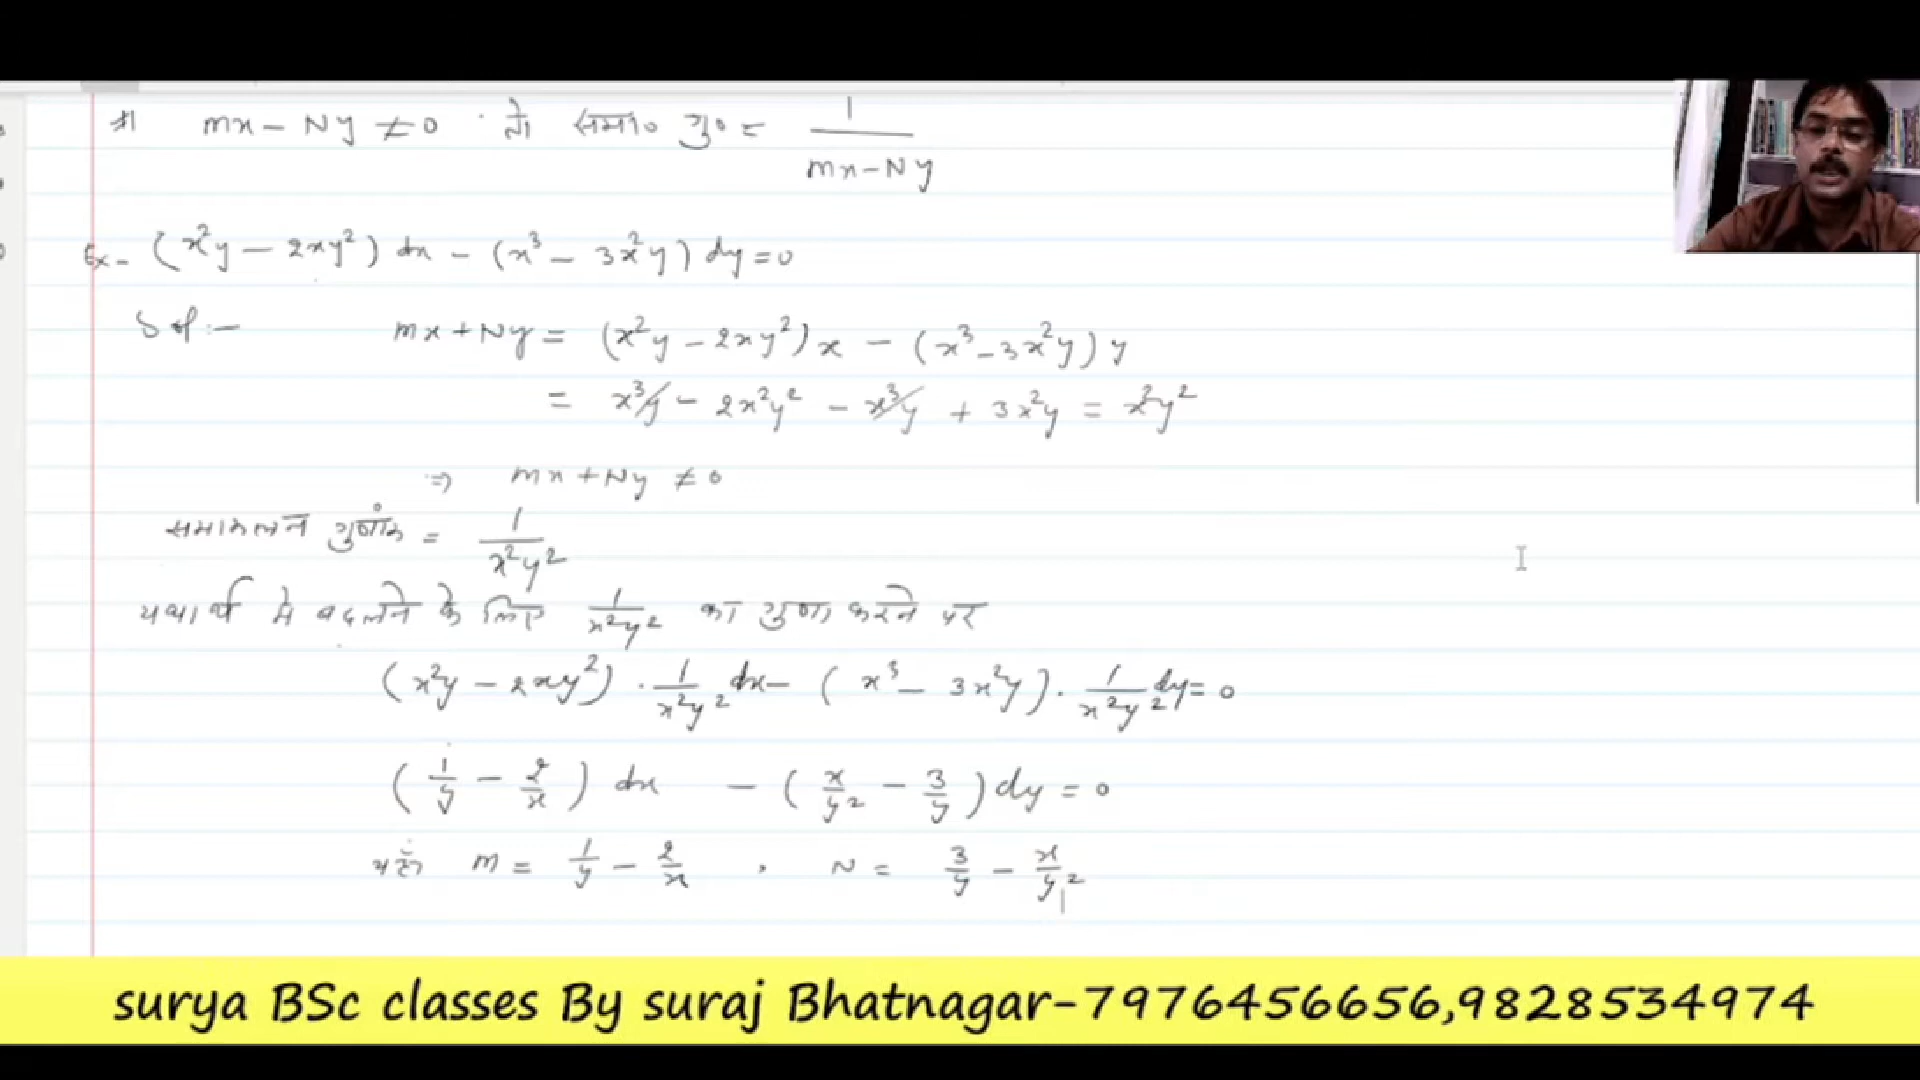 mx - Ny ≠ 0 तो समा० गु० = 1/(mx - Ny)
Ex- (x²y - 2xy²) dx - (x³ - 3x²y) dy = 0
Sol:- mx + Ny = (x²y - 2xy²) x - (x³ - 3x²y) y
= x³y - 2x²y² - x³y + 3x²y = x²y²
⇒ mx + Ny ≠ 0
समाकलन गुणांक = 1/x²y²
यथार्थ मे बदलने के लिए 1/x²y² का गुणा करने पर
(x²y - 2xy²) · 1/x²y² dx - (x³ - 3x²y) · 1/x²y² dy = 0
(1/y - 2/x) dx - (x/y² - 3/y) dy = 0
यहाँ m = 1/y - 2/x , N = 3/y - x/y²
surya BSc classes By suraj Bhatnagar-7976456656,9828534974